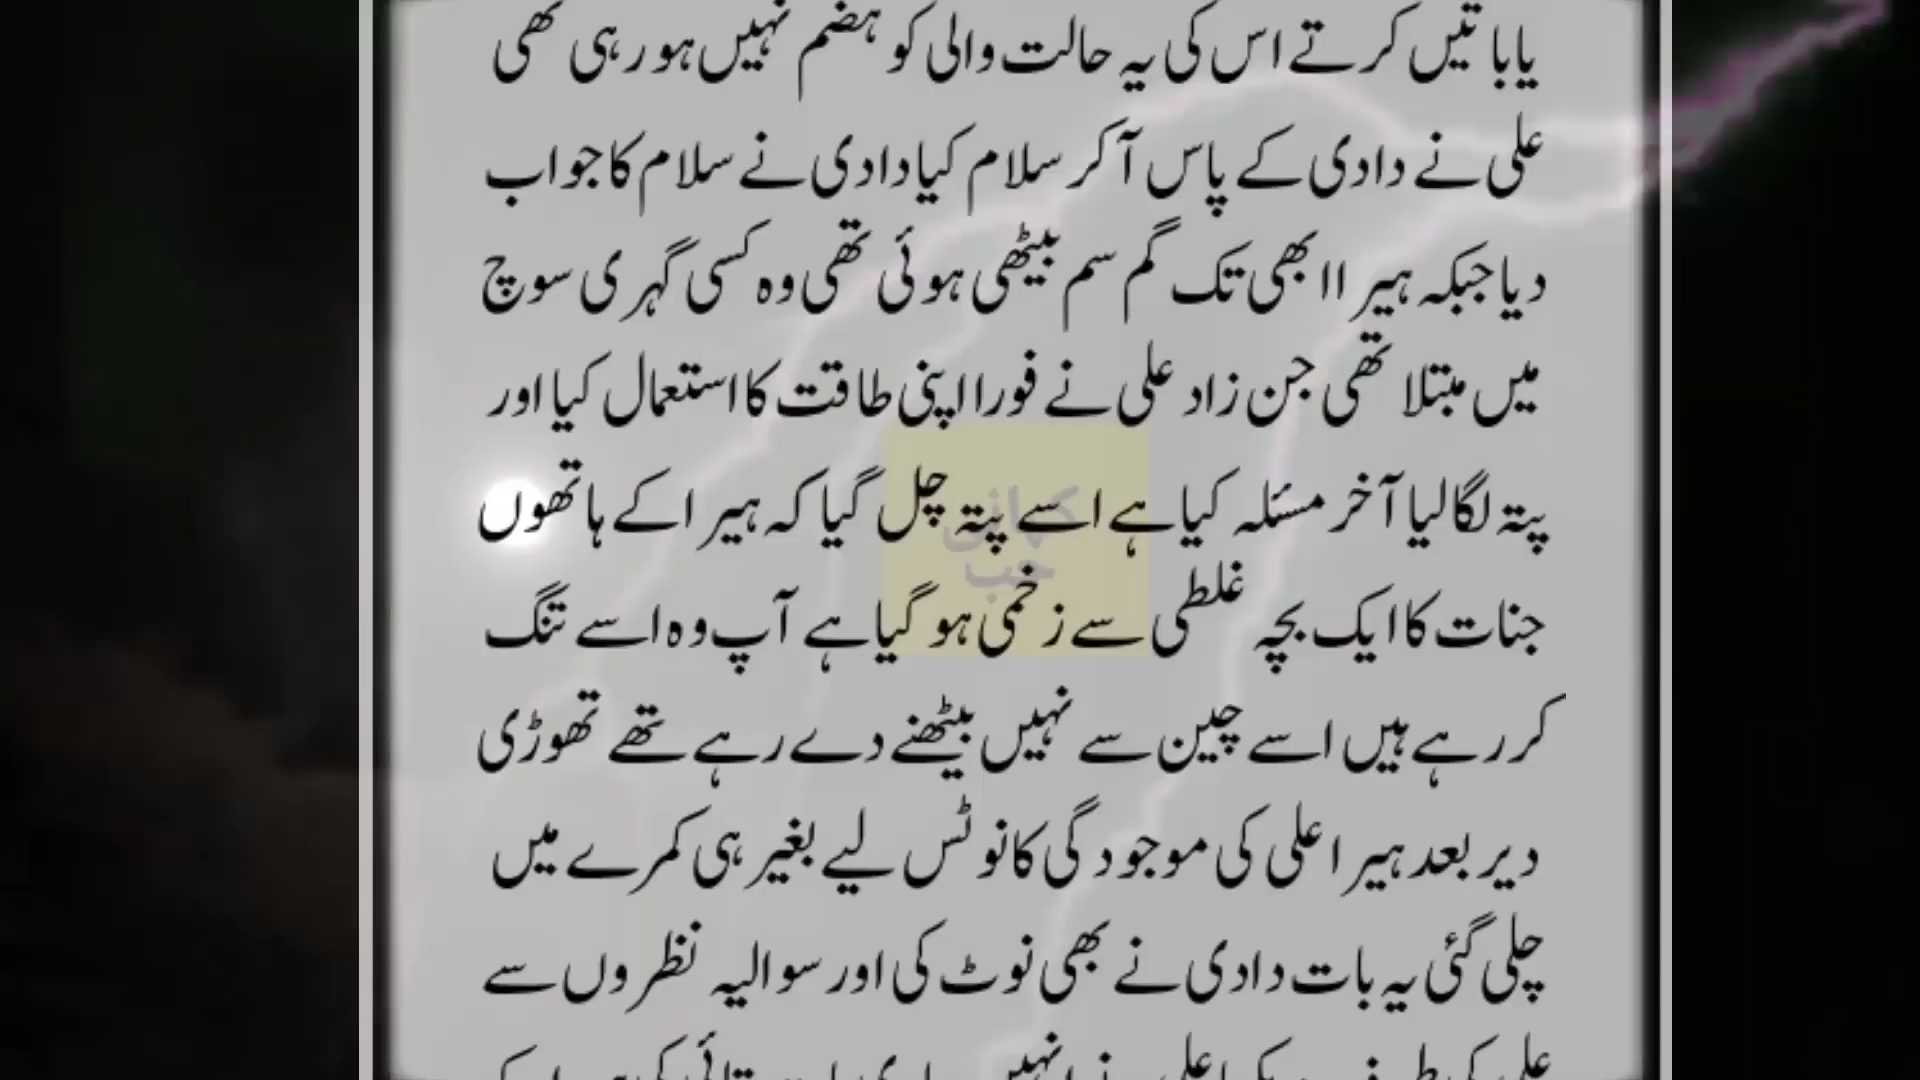 یا باتیں کرتے اس کی یہ حالت والی کو ہضم نہیں ہو رہی تھی
علی نے دادی کے پاس آ کر سلام کیا دادی نے سلام کا جواب
دیا جبکہ ہیرا ابھی تک گم سم بیٹھی ہوئی تھی وہ کسی گہری سوچ
میں مبتلا تھی جن زاد علی نے فورا اپنی طاقت کا استعمال کیا اور
پتہ لگا لیا آخر مسئلہ کیا ہے اسے پتہ چل گیا کہ ہیرا کے ہاتھوں
جنات کا ایک بچہ غلطی سے زخمی ہو گیا ہے آپ وہ اسے تنگ
کر رہے ہیں اسے چین سے نہیں بیٹھنے دے رہے تھے تھوڑی
دیر بعد ہیرا علی کی موجودگی کا نوٹس لیے بغیر ہی کمرے میں
چلی گئی یہ بات دادی نے بھی نوٹ کی اور سوالیہ نظروں سے